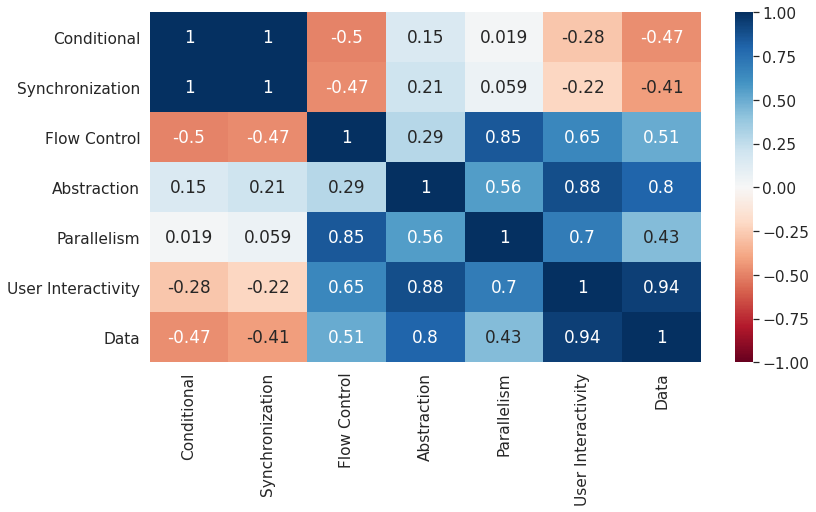 Conditional 1 1 -0.5 0.15 0.019 -0.28 -0.47
Synchronization 1 1 -0.47 0.21 0.059 -0.22 -0.41
Flow Control -0.5 -0.47 1 0.29 0.85 0.65 0.51
Abstraction 0.15 0.21 0.29 1 0.56 0.88 0.8
Parallelism 0.019 0.059 0.85 0.56 1 0.7 0.43
User Interactivity -0.28 -0.22 0.65 0.88 0.7 1 0.94
Data -0.47 -0.41 0.51 0.8 0.43 0.94 1
Conditional
Synchronization
Flow Control
Abstraction
Parallelism
User Interactivity
Data
1.00
0.75
0.50
0.25
0.00
−0.25
−0.50
−0.75
−1.00